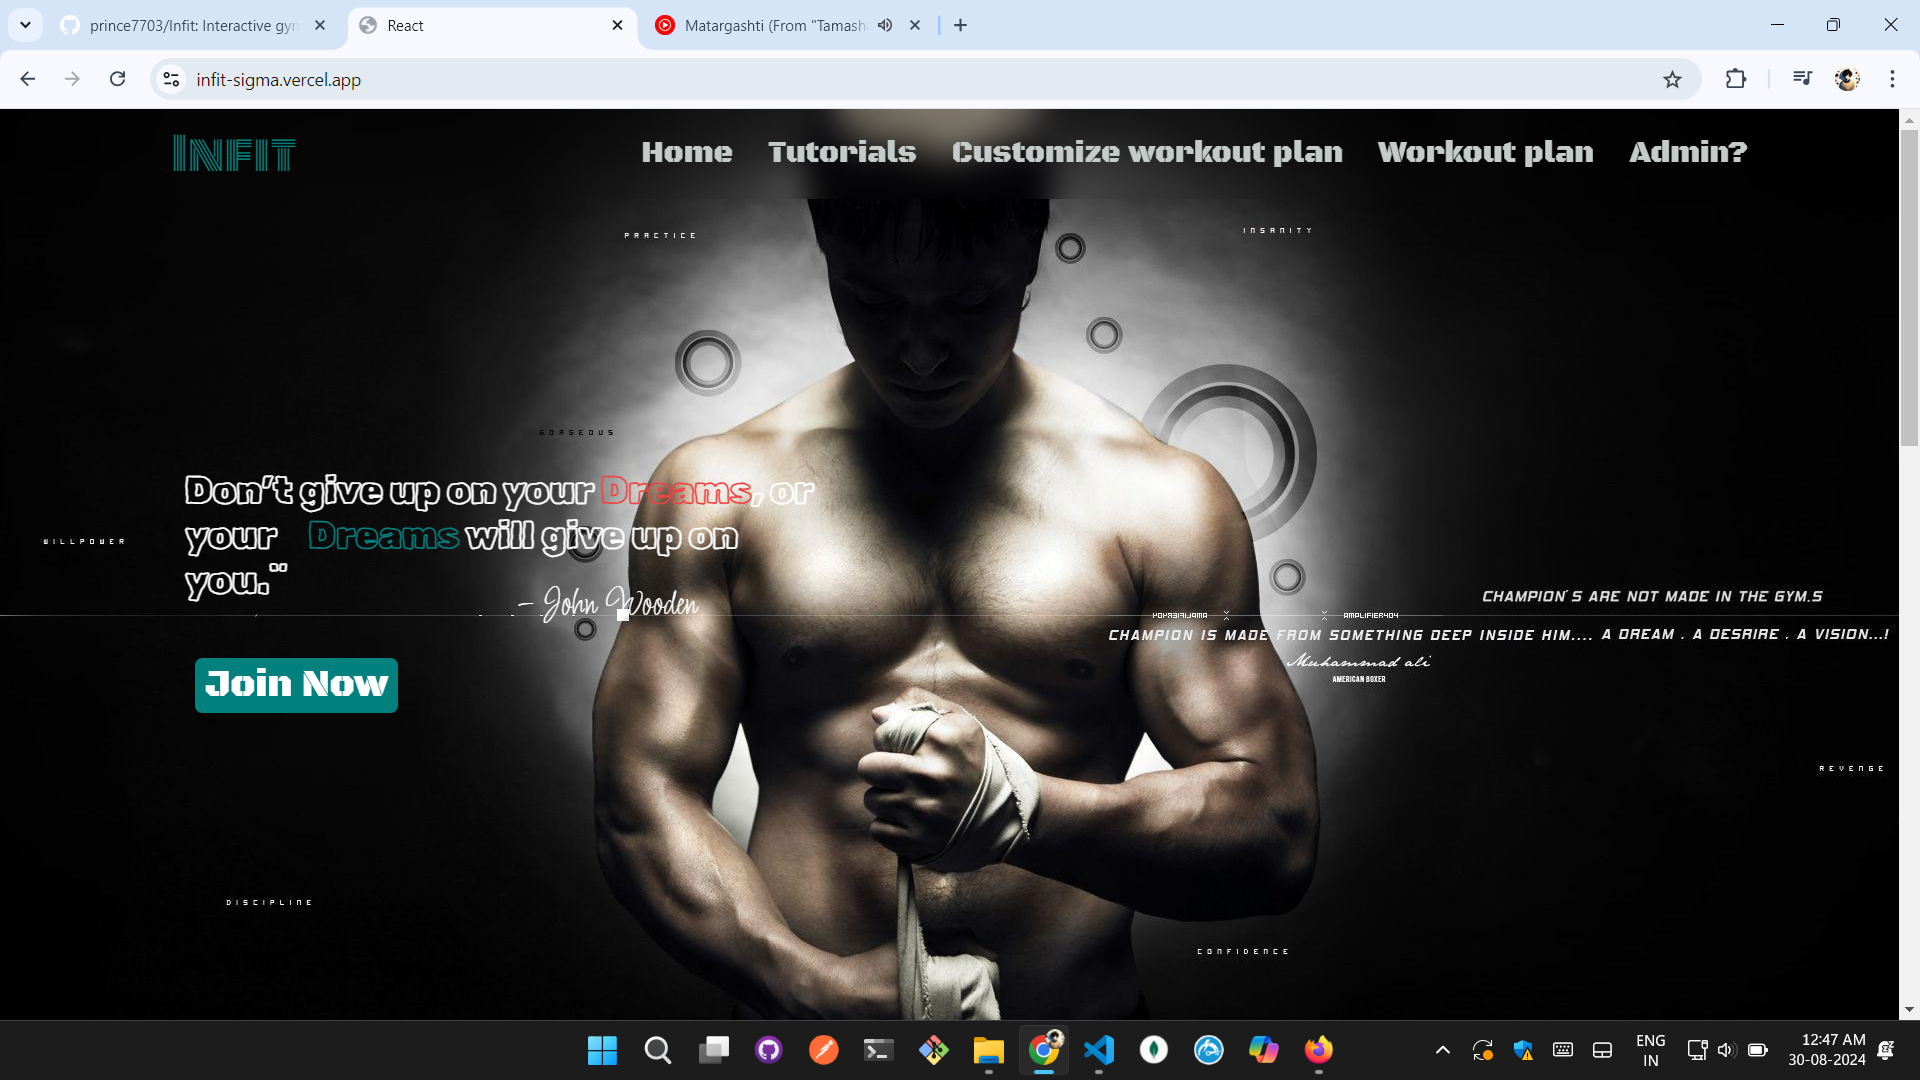 prince7703/Infit: Interactive gym
React
Matargashti (From "Tamash
infit-sigma.vercel.app
INFIT
Home
Tutorials
Customize workout plan
Workout plan
Admin?
PRACTICE
INSANITY
GORGEOUS
Don't give up on your Dreams, or
your Dreams will give up on
you."
– John Wooden
WILLPOWER
CHAMPION'S ARE NOT MADE IN THE GYM.S
AMPLIFIER404
CHAMPION IS MADE FROM SOMETHING DEEP INSIDE HIM.... A DREAM . A DESRIRE . A VISION...!
Muhammad ali
AMERICAN BOXER
Join Now
REVENGE
DISCIPLINE
CONFIDENCE
ENG
IN
12:47 AM
30-08-2024